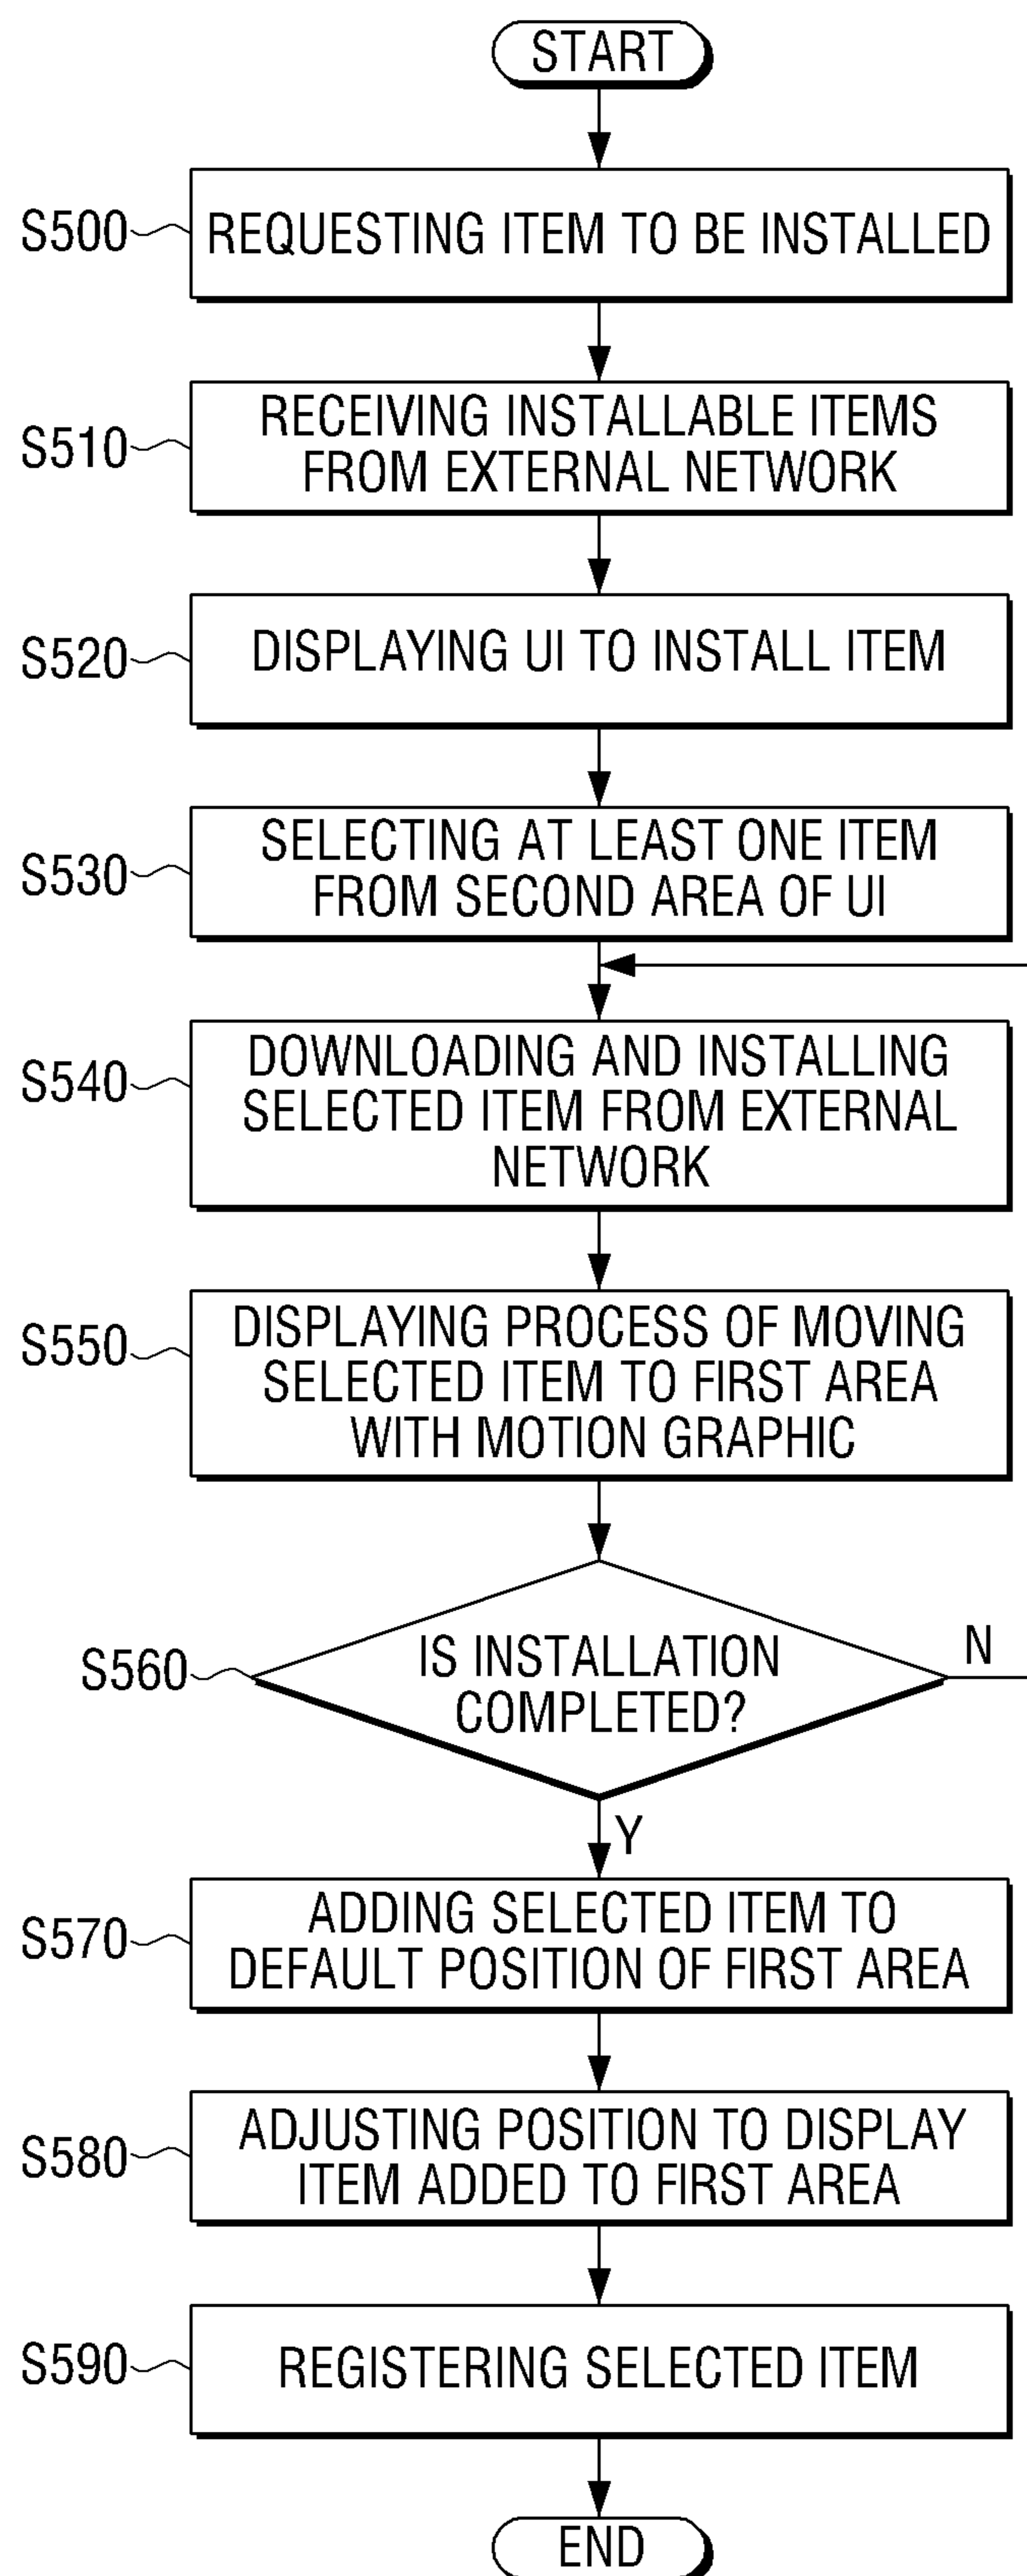 START
S500
REQUESTING ITEM TO BE INSTALLED
S510
RECEIVING INSTALLABLE ITEMS
FROM EXTERNAL NETWORK
S520
DISPLAYING UI TO INSTALL ITEM
S530
SELECTING AT LEAST ONE ITEM
FROM SECOND AREA OF UI
S540
DOWNLOADING AND INSTALLING
SELECTED ITEM FROM EXTERNAL
NETWORK
S550
DISPLAYING PROCESS OF MOVING
SELECTED ITEM TO FIRST AREA
WITH MOTION GRAPHIC
S560
IS INSTALLATION
COMPLETED?
N
Y
S570
ADDING SELECTED ITEM TO
DEFAULT POSITION OF FIRST AREA
S580
ADJUSTING POSITION TO DISPLAY
ITEM ADDED TO FIRST AREA
S590
REGISTERING SELECTED ITEM
END